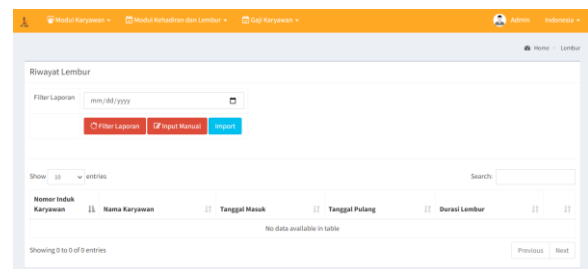 Modul Karyawan Modul Kehadiran dan Lembur Gaji Karyawan Admin Indonesia
Home Lembur
Riwayat Lembur
Filter Laporan mm/dd/yyyy
Filter Laporan Input Manual Import
Show 10 entries Search:
Nomor Induk Karyawan Nama Karyawan Tanggal Masuk Tanggal Pulang Durasi Lembur
No data available in table
Showing 0 to 0 of 0 entries Previous Next